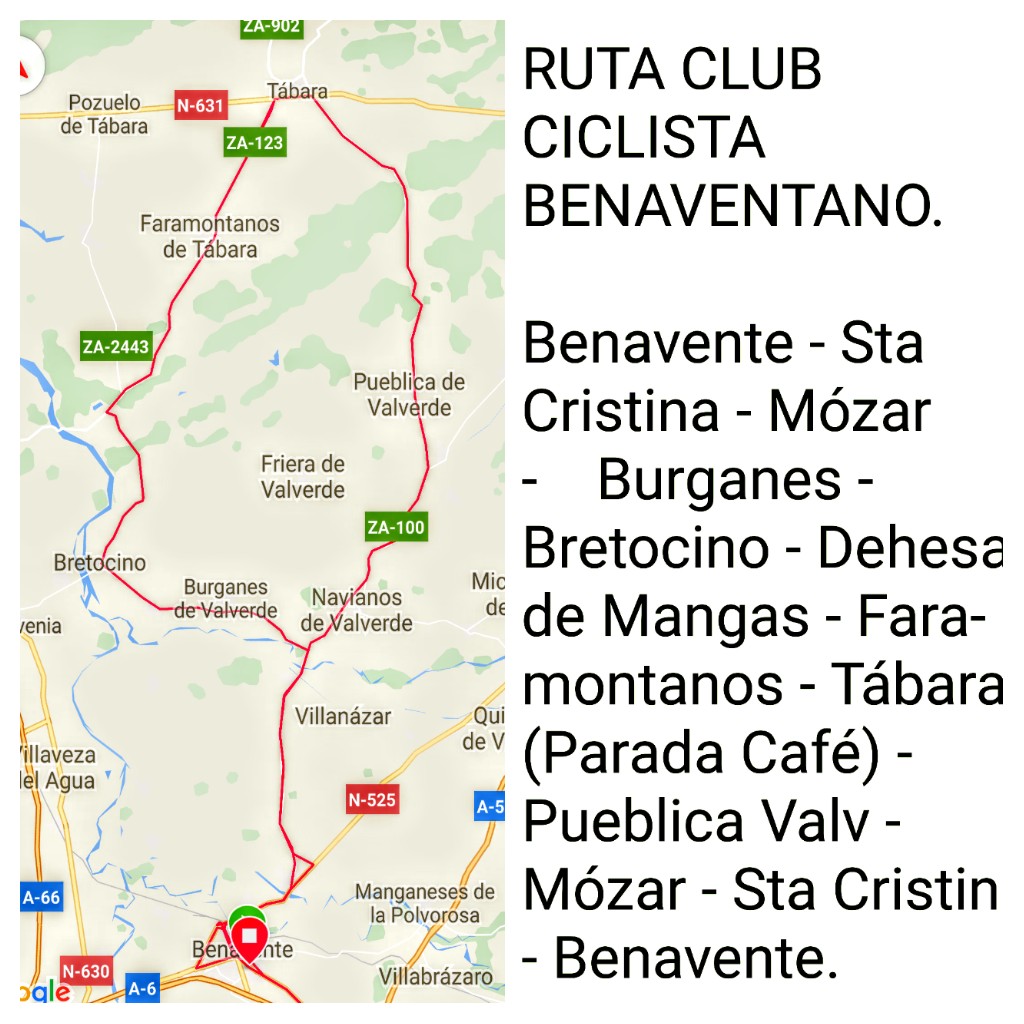 ZA-902
Tábara
Pozuelo
de Tábara
N-631
ZA-123
Faramontanos
de Tábara
ZA-2443
Pueblica de
Valverde
Friera de
Valverde
ZA-100
Bretocino
Burganes
de Valverde
Navianos
de Valverde
Mic
de
venia
Villanázar
Qui
de V
Villaveza
del Agua
N-525
A-5
A-66
Manganeses de
la Polvorosa
Benavente
N-630
A-6
Villabrázaro
ogle
RUTA CLUB
CICLISTA
BENAVENTANO.
Benavente - Sta
Cristina - Mózar
- Burganes -
Bretocino - Dehesa
de Mangas - Fara-
montanos - Tábara
(Parada Café) -
Pueblica Valv -
Mózar - Sta Cristin
- Benavente.